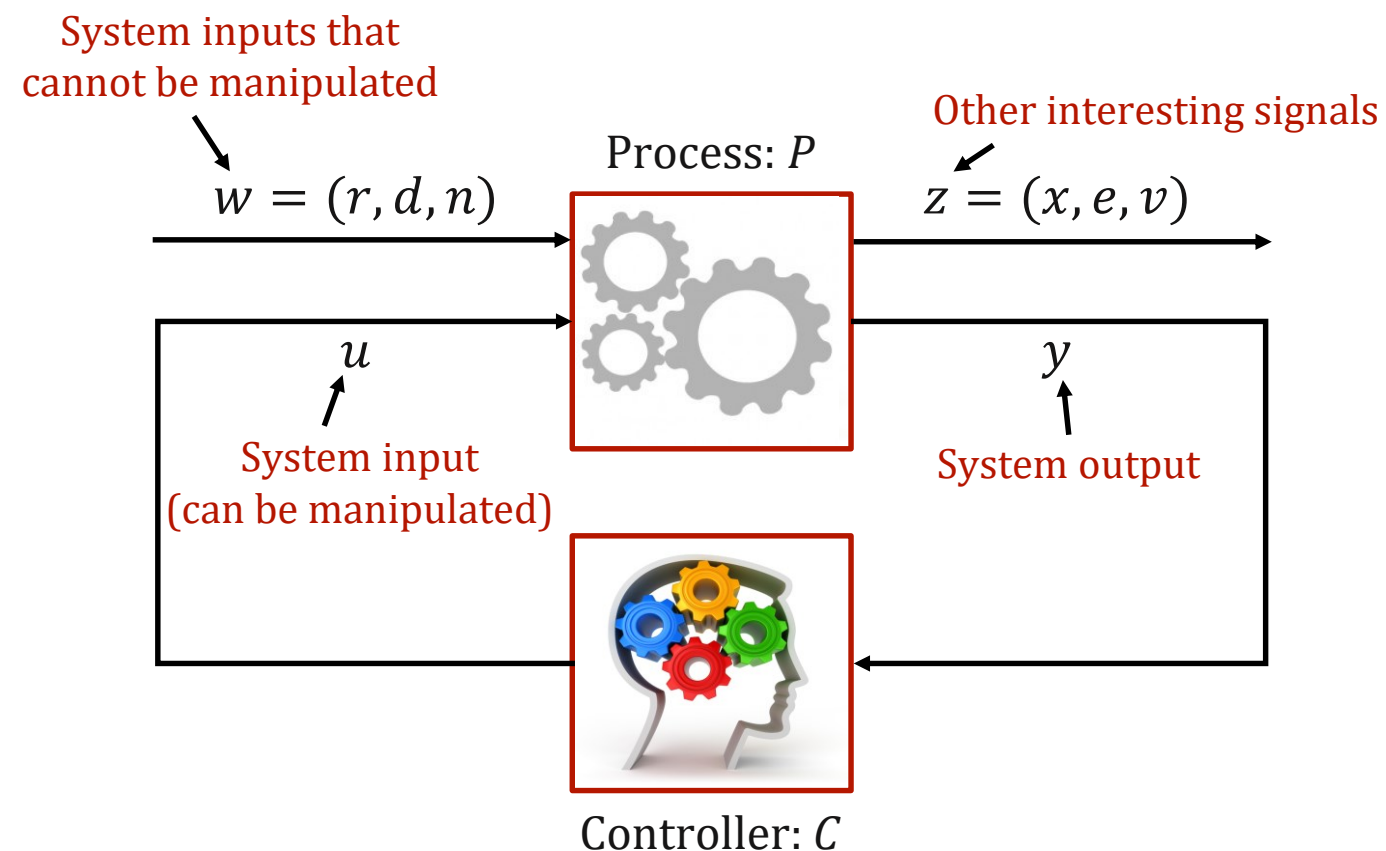 System inputs that
cannot be manipulated
Other interesting signals
Process: P
w = (r, d, n)
z = (x, e, v)
u
y
System input
(can be manipulated)
System output
Controller: C